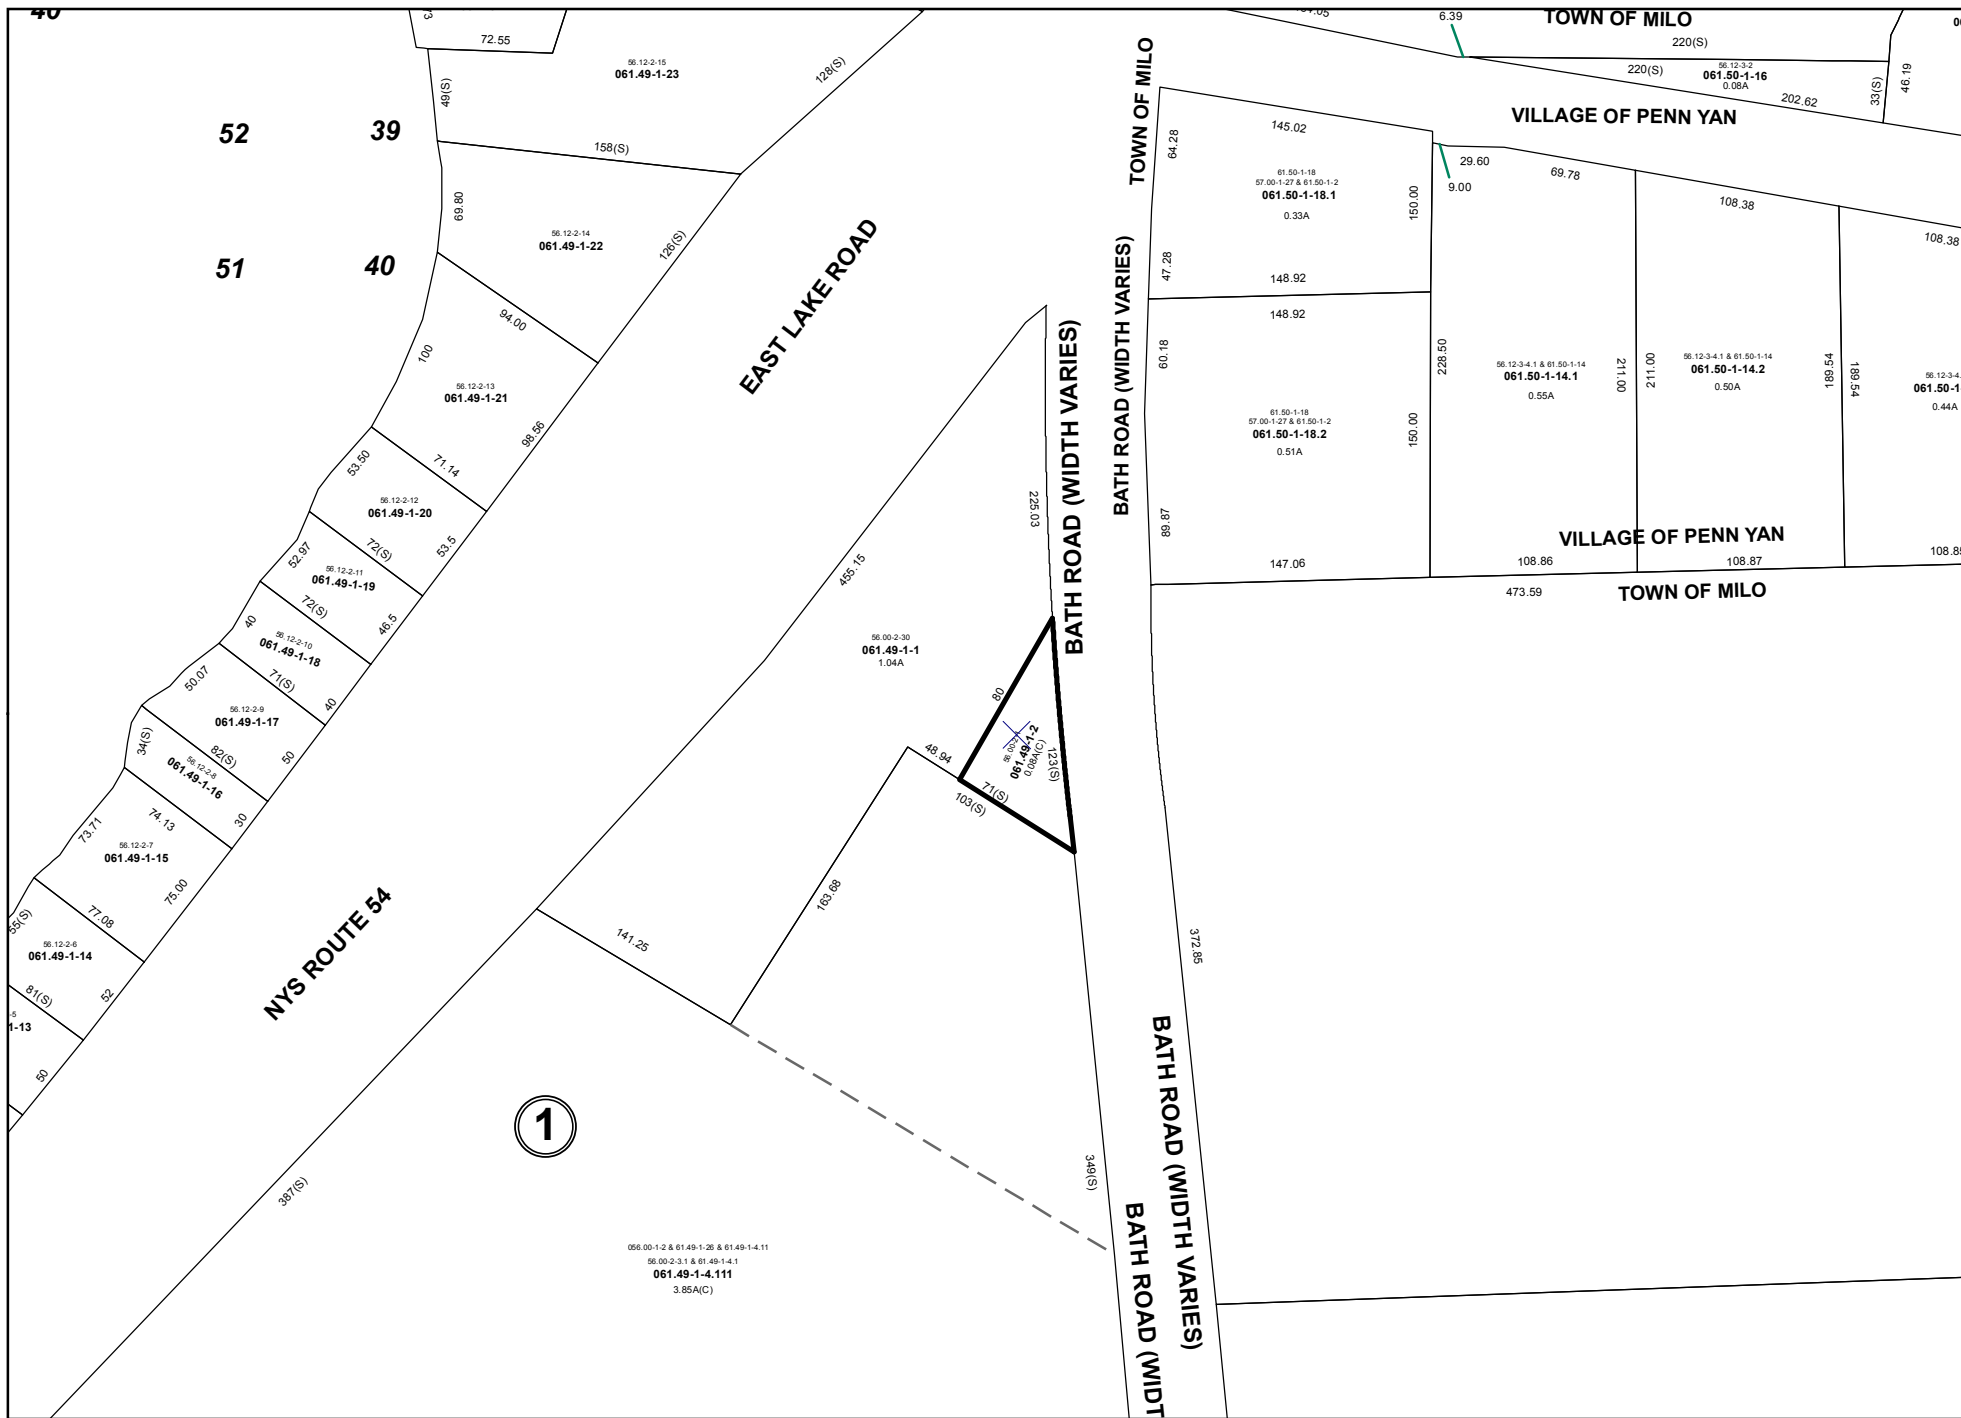 40
73
72.55
56.12-2-15
061.49-1-23
128(S)
49(S)
158(S)
52
39
51
40
69.80
56.12-2-14
061.49-1-22
126(S)
94.00
100
56.12-2-13
061.49-1-21
98.56
71.14
53.50
56.12-2-12
061.49-1-20
72(S)
53.5
52.97
56.12-2-11
061.49-1-19
72(S)
46.5
40
56.12-2-10
061.49-1-18
71(S)
40
50.07
56.12-2-9
061.49-1-17
82(S)
50
34(S)
56.12-2-8
061.49-1-16
30
74.13
73.71
56.12-2-7
061.49-1-15
75.00
77.08
55(S)
56.12-2-6
061.49-1-14
52
81(S)
-5
1-13
50
EAST LAKE ROAD
NYS ROUTE 54
455.15
225.03
56.00-2-30
061.49-1-1
1.04A
80
061.49-1-2
0.08A(C)
123(S)
71(S)
48.94
103(S)
163.68
141.25
1
387(S)
349(S)
056.00-1-2 & 61.49-1-26 & 61.49-1-4.11
56.00-2-3.1 & 61.49-1-4.1
061.49-1-4.111
3.85A(C)
BATH ROAD (WIDTH VARIES)
BATH ROAD (WIDTH VARIES)
TOWN OF MILO
BATH ROAD (WIDTH VARIES)
BATH ROAD (WIDT
372.85
6.39
TOWN OF MILO
220(S)
220(S)
56.12-3-2
061.50-1-16
0.08A
202.62
33(S)
46.19
VILLAGE OF PENN YAN
145.02
64.28
61.50-1-18
57.00-1-27 & 61.50-1-2
061.50-1-18.1
0.33A
150.00
47.28
148.92
148.92
60.18
61.50-1-18
57.00-1-27 & 61.50-1-2
061.50-1-18.2
0.51A
150.00
89.87
147.06
29.60
9.00
69.78
228.50
56.12-3-4.1 & 61.50-1-14
061.50-1-14.1
0.55A
211.00
108.38
211.00
56.12-3-4.1 & 61.50-1-14
061.50-1-14.2
0.50A
189.54
189.54
108.38
56.12-3-4.
061.50-1-
0.44A
VILLAGE OF PENN YAN
108.86
108.87
108.85
473.59
TOWN OF MILO